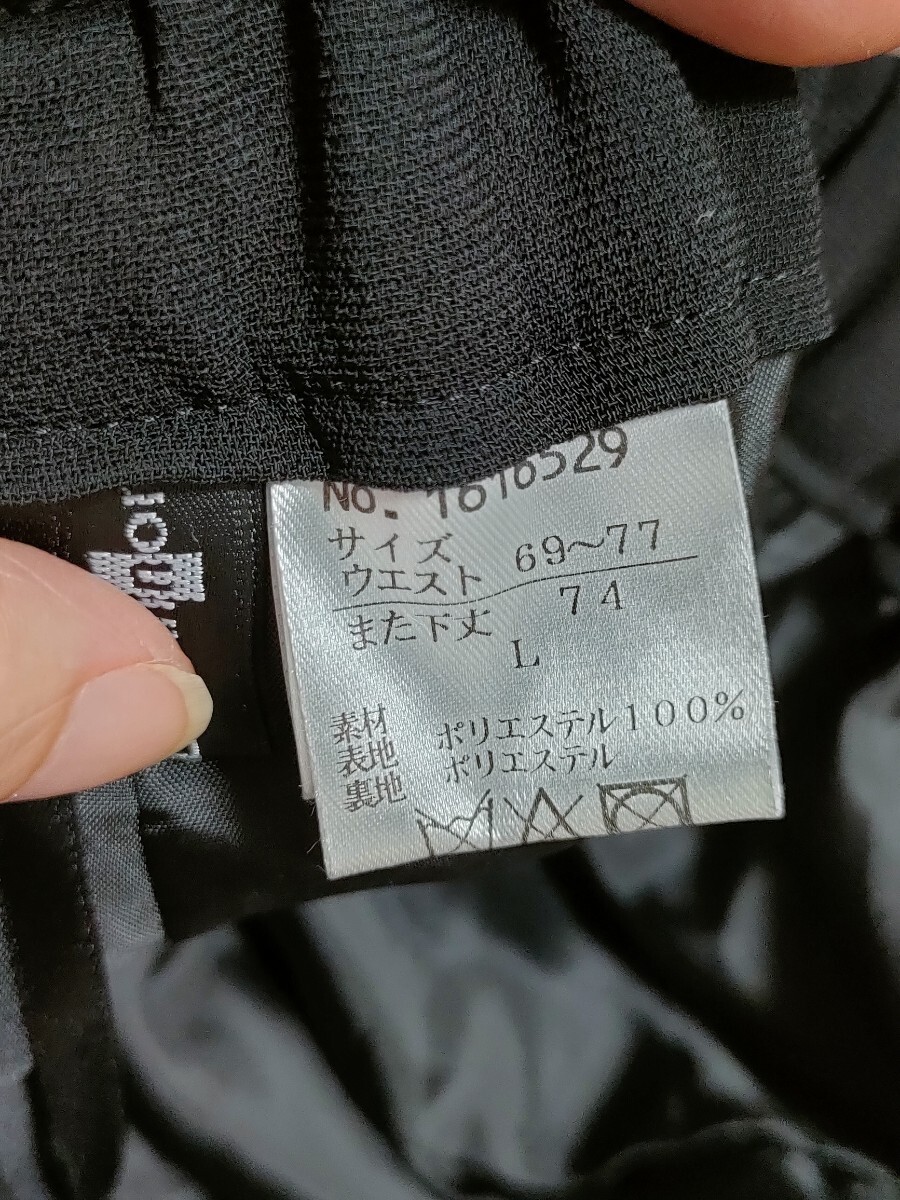 No. 1616529
サイズ
ウエスト 69～77
また下丈 74
L
素材
表地 ポリエステル100%
裏地 ポリエステル